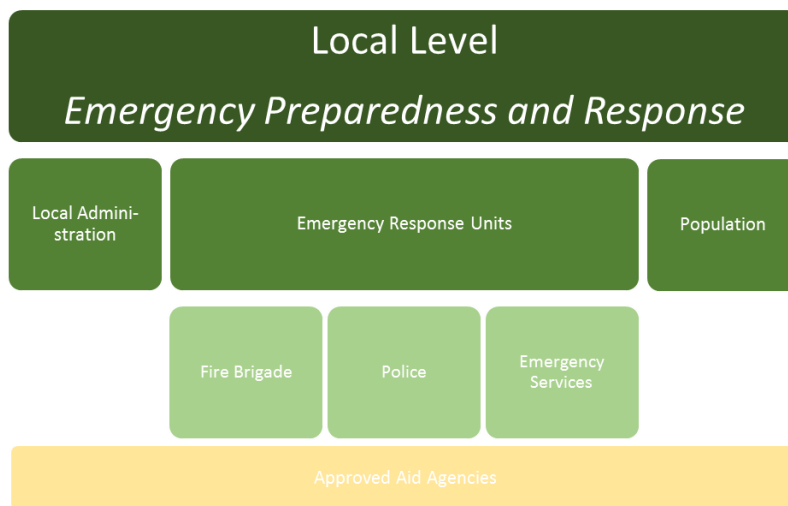 Local Level
Emergency Preparedness and Response
Local Admini-
stration
Emergency Response Units
Population
Fire Brigade
Police
Emergency
Services
Approved Aid Agencies